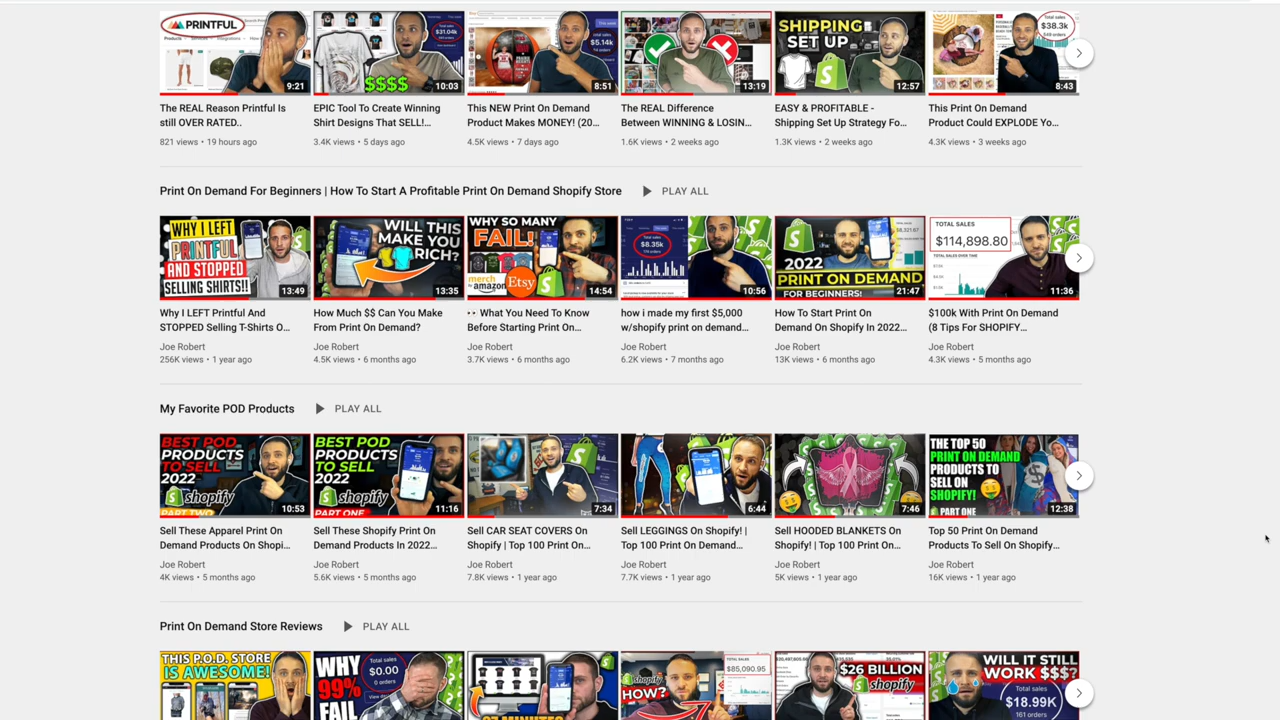 PRINTFUL
9:21
$$$$
Total sales
$31.04k
10:03
Total sales
$5.14k
8:51
13:19
SHIPPING
SET UP
12:57
Total sales
$38.3k
549 orders
8:43
The REAL Reason Printful Is
still OVER RATED..
821 views • 19 hours ago
EPIC Tool To Create Winning
Shirt Designs That SELL!...
3.4K views • 5 days ago
This NEW Print On Demand
Product Makes MONEY! (20...
4.5K views • 7 days ago
The REAL Difference
Between WINNING & LOSIN...
1.6K views • 2 weeks ago
EASY & PROFITABLE -
Shipping Set Up Strategy Fo...
1.3K views • 2 weeks ago
This Print On Demand
Product Could EXPLODE Yo...
4.3K views • 3 weeks ago
Print On Demand For Beginners | How To Start A Profitable Print On Demand Shopify Store
PLAY ALL
WHY I LEFT
PRINTFUL
AND STOPPED
SELLING SHIRTS!!
13:49
WILL THIS
MAKE YOU
RICH?
13:35
WHY SO MANY
FAIL!
merch
by amazon
Etsy
14:54
Total sales
$8.35k
10:56
2022
PRINT ON DEMAND
FOR BEGINNERS!
21:47
TOTAL SALES
$114,898.80
TOTAL SALES OVER TIME
11:36
Why I LEFT Printful And
STOPPED Selling T-Shirts O...
Joe Robert
256K views • 1 year ago
How Much $$ Can You Make
From Print On Demand?
Joe Robert
4.5K views • 6 months ago
👀 What You Need To Know
Before Starting Print On...
Joe Robert
3.7K views • 6 months ago
how i made my first $5,000
w/shopify print on demand...
Joe Robert
6.2K views • 7 months ago
How To Start Print On
Demand On Shopify In 2022...
Joe Robert
13K views • 6 months ago
$100k With Print On Demand
(8 Tips For SHOPIFY...
Joe Robert
4.3K views • 5 months ago
My Favorite POD Products
PLAY ALL
BEST POD
PRODUCTS
TO SELL
2022
shopify
PART TWO
10:53
BEST POD
PRODUCTS
TO SELL
2022
shopify
PART ONE
11:16
7:34
6:44
7:46
THE TOP 50
PRINT ON DEMAND
PRODUCTS TO
SELL ON
SHOPIFY!
PART ONE
12:38
Sell These Apparel Print On
Demand Products On Shopi...
Joe Robert
4K views • 5 months ago
Sell These Shopify Print On
Demand Products In 2022...
Joe Robert
5.6K views • 5 months ago
Sell CAR SEAT COVERS On
Shopify | Top 100 Print On...
Joe Robert
7.8K views • 1 year ago
Sell LEGGINGS On Shopify! |
Top 100 Print On Demand...
Joe Robert
7.7K views • 1 year ago
Sell HOODED BLANKETS On
Shopify! | Top 100 Print On...
Joe Robert
5K views • 1 year ago
Top 50 Print On Demand
Products To Sell On Shopify...
Joe Robert
16K views • 1 year ago
Print On Demand Store Reviews
PLAY ALL
THIS P.O.D. STORE
IS AWESOME!
WHY
99%
FAIL
Total sales
$0.00
0 orders
shopify
HOW?
TOTAL SALES
$85,090.95
$26 BILLION
shopify
WILL IT STILL
WORK $$$?
Total sales
$18.99K
161 orders